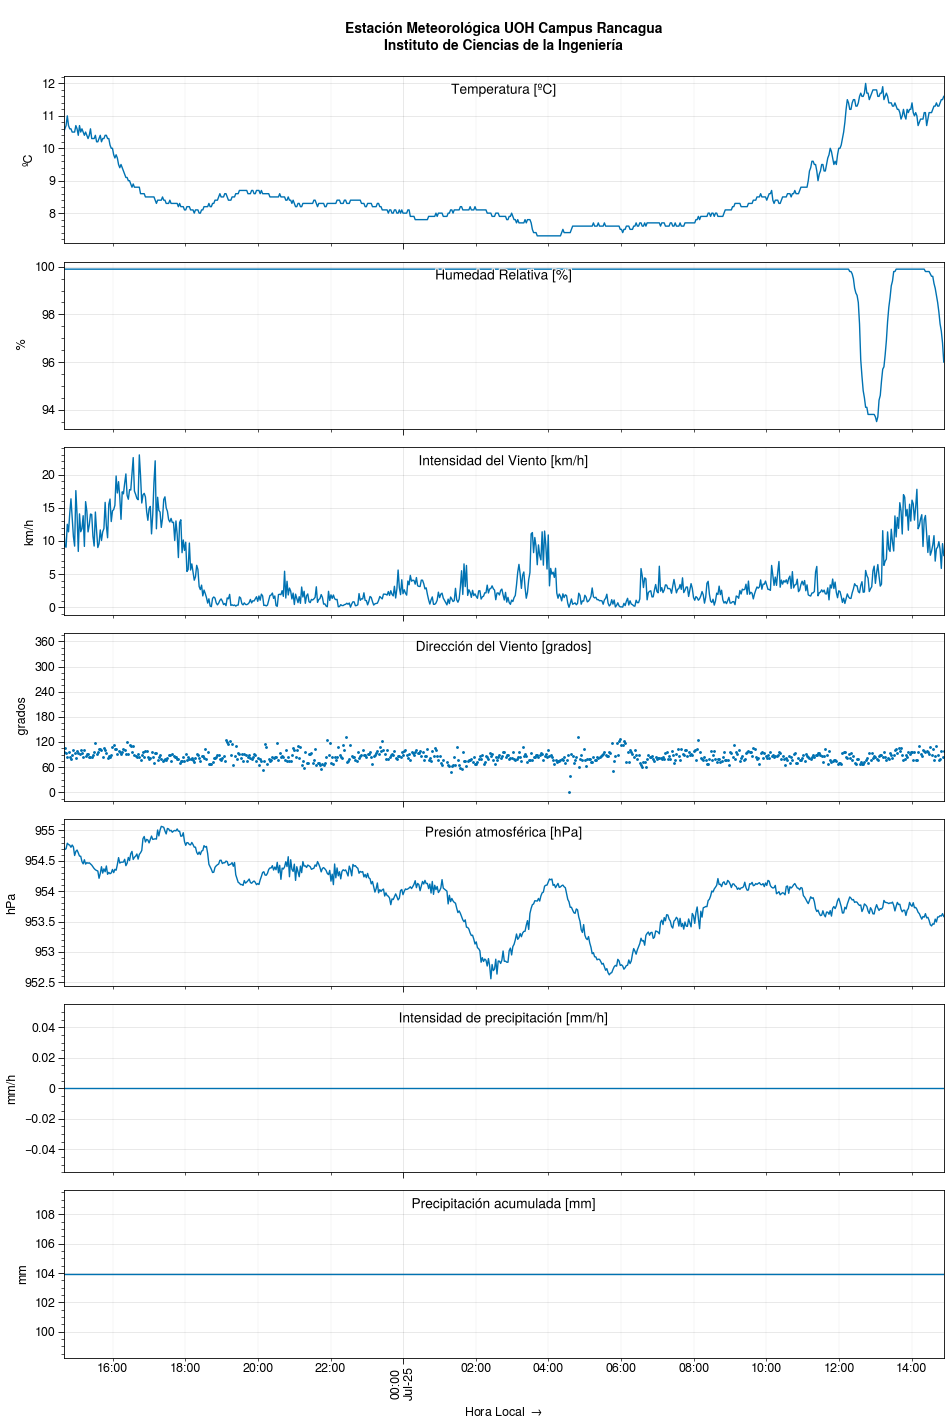 Estación Meteorológica UOH Campus Rancagua
Instituto de Ciencias de la Ingeniería
Temperatura [ºC]
12
11
10
9
8
ºC
Humedad Relativa [%]
100
98
96
94
%
Intensidad del Viento [km/h]
20
15
10
5
0
km/h
Dirección del Viento [grados]
360
300
240
180
120
60
0
grados
Presión atmosférica [hPa]
955
954.5
954
953.5
953
952.5
hPa
Intensidad de precipitación [mm/h]
0.04
0.02
0
−0.02
−0.04
mm/h
Precipitación acumulada [mm]
108
106
104
102
100
mm
16:00 18:00 20:00 22:00 00:00 02:00 04:00 06:00 08:00 10:00 12:00 14:00
Jul-25
Hora Local →